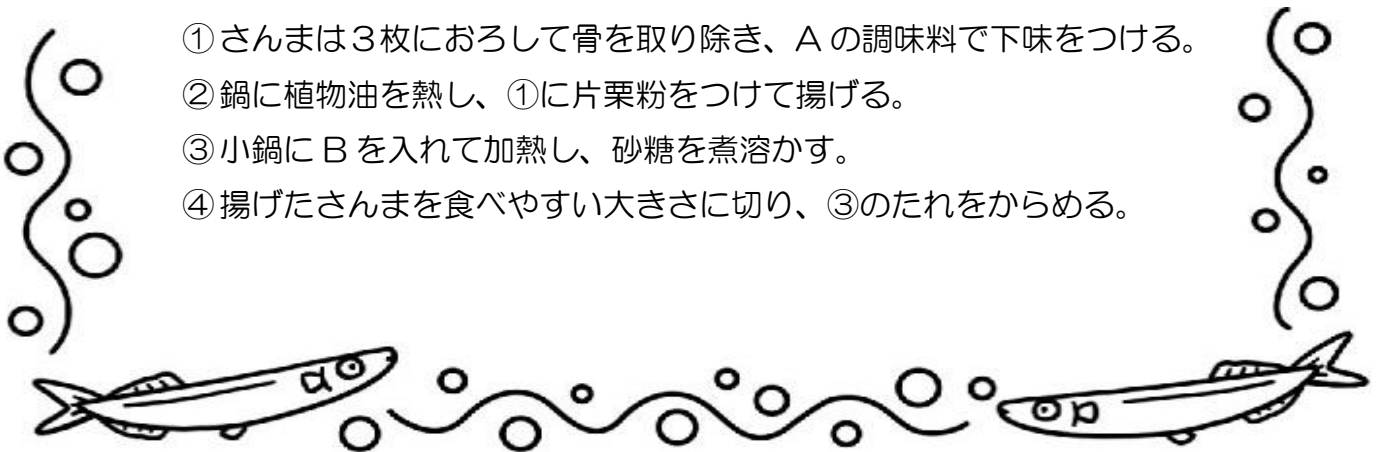 ①さんまは３枚におろして骨を取り除き、Aの調味料で下味をつける。
②鍋に植物油を熱し、①に片栗粉をつけて揚げる。
③小鍋にBを入れて加熱し、砂糖を煮溶かす。
④揚げたさんまを食べやすい大きさに切り、③のたれをからめる。